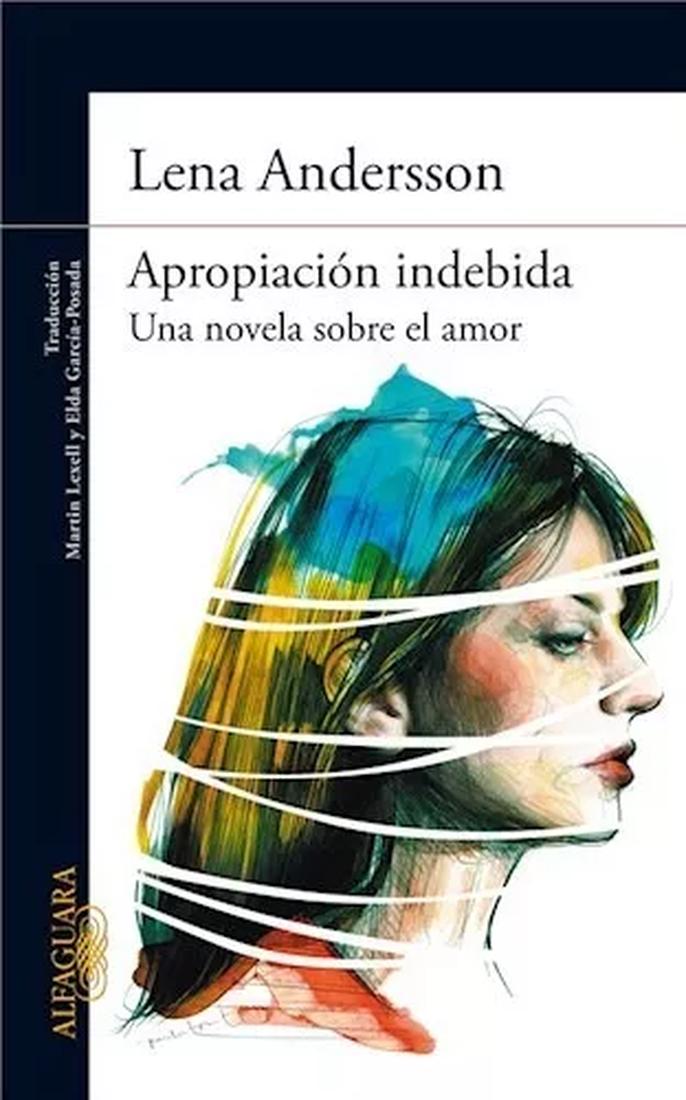 Lena Andersson
Apropiación indebida
Una novela sobre el amor
Traducción
Martin Lexell y Elda García-Posada
ALFAGUARA